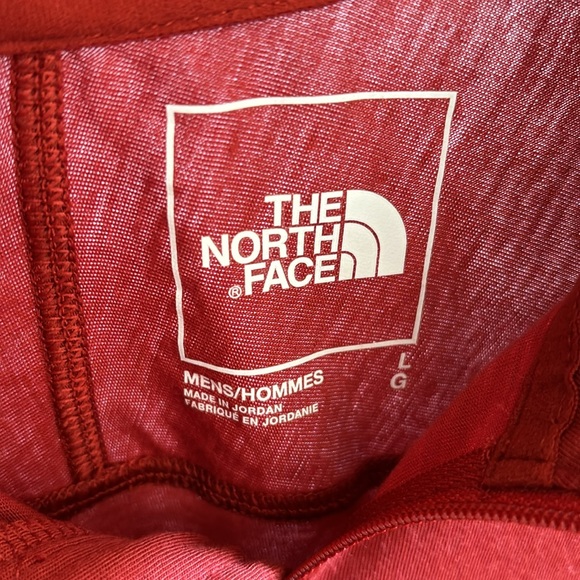 THE
NORTH
FACE
®
L
G
MENS/HOMMES
MADE IN JORDAN
FABRIQUÉ EN JORDANIE